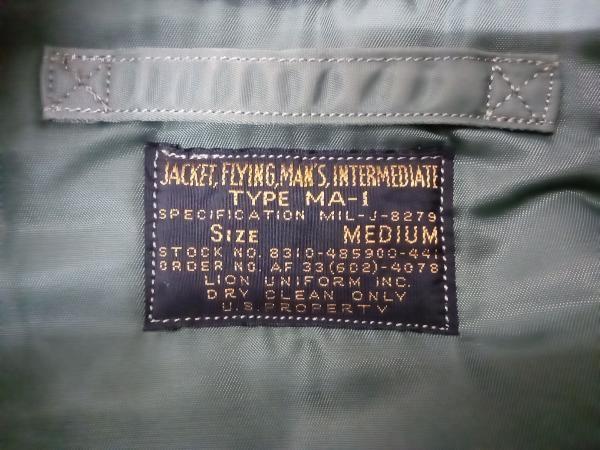 JACKET, FLYING, MAN'S, INTERMEDIATE
TYPE MA-1
SPECIFICATION MIL-J-8279
SIZE MEDIUM
STOCK NO. 8310-485900-441
ORDER NO. AF 33(602)-4078
LION UNIFORM INC.
DRY CLEAN ONLY
U.S. PROPERTY